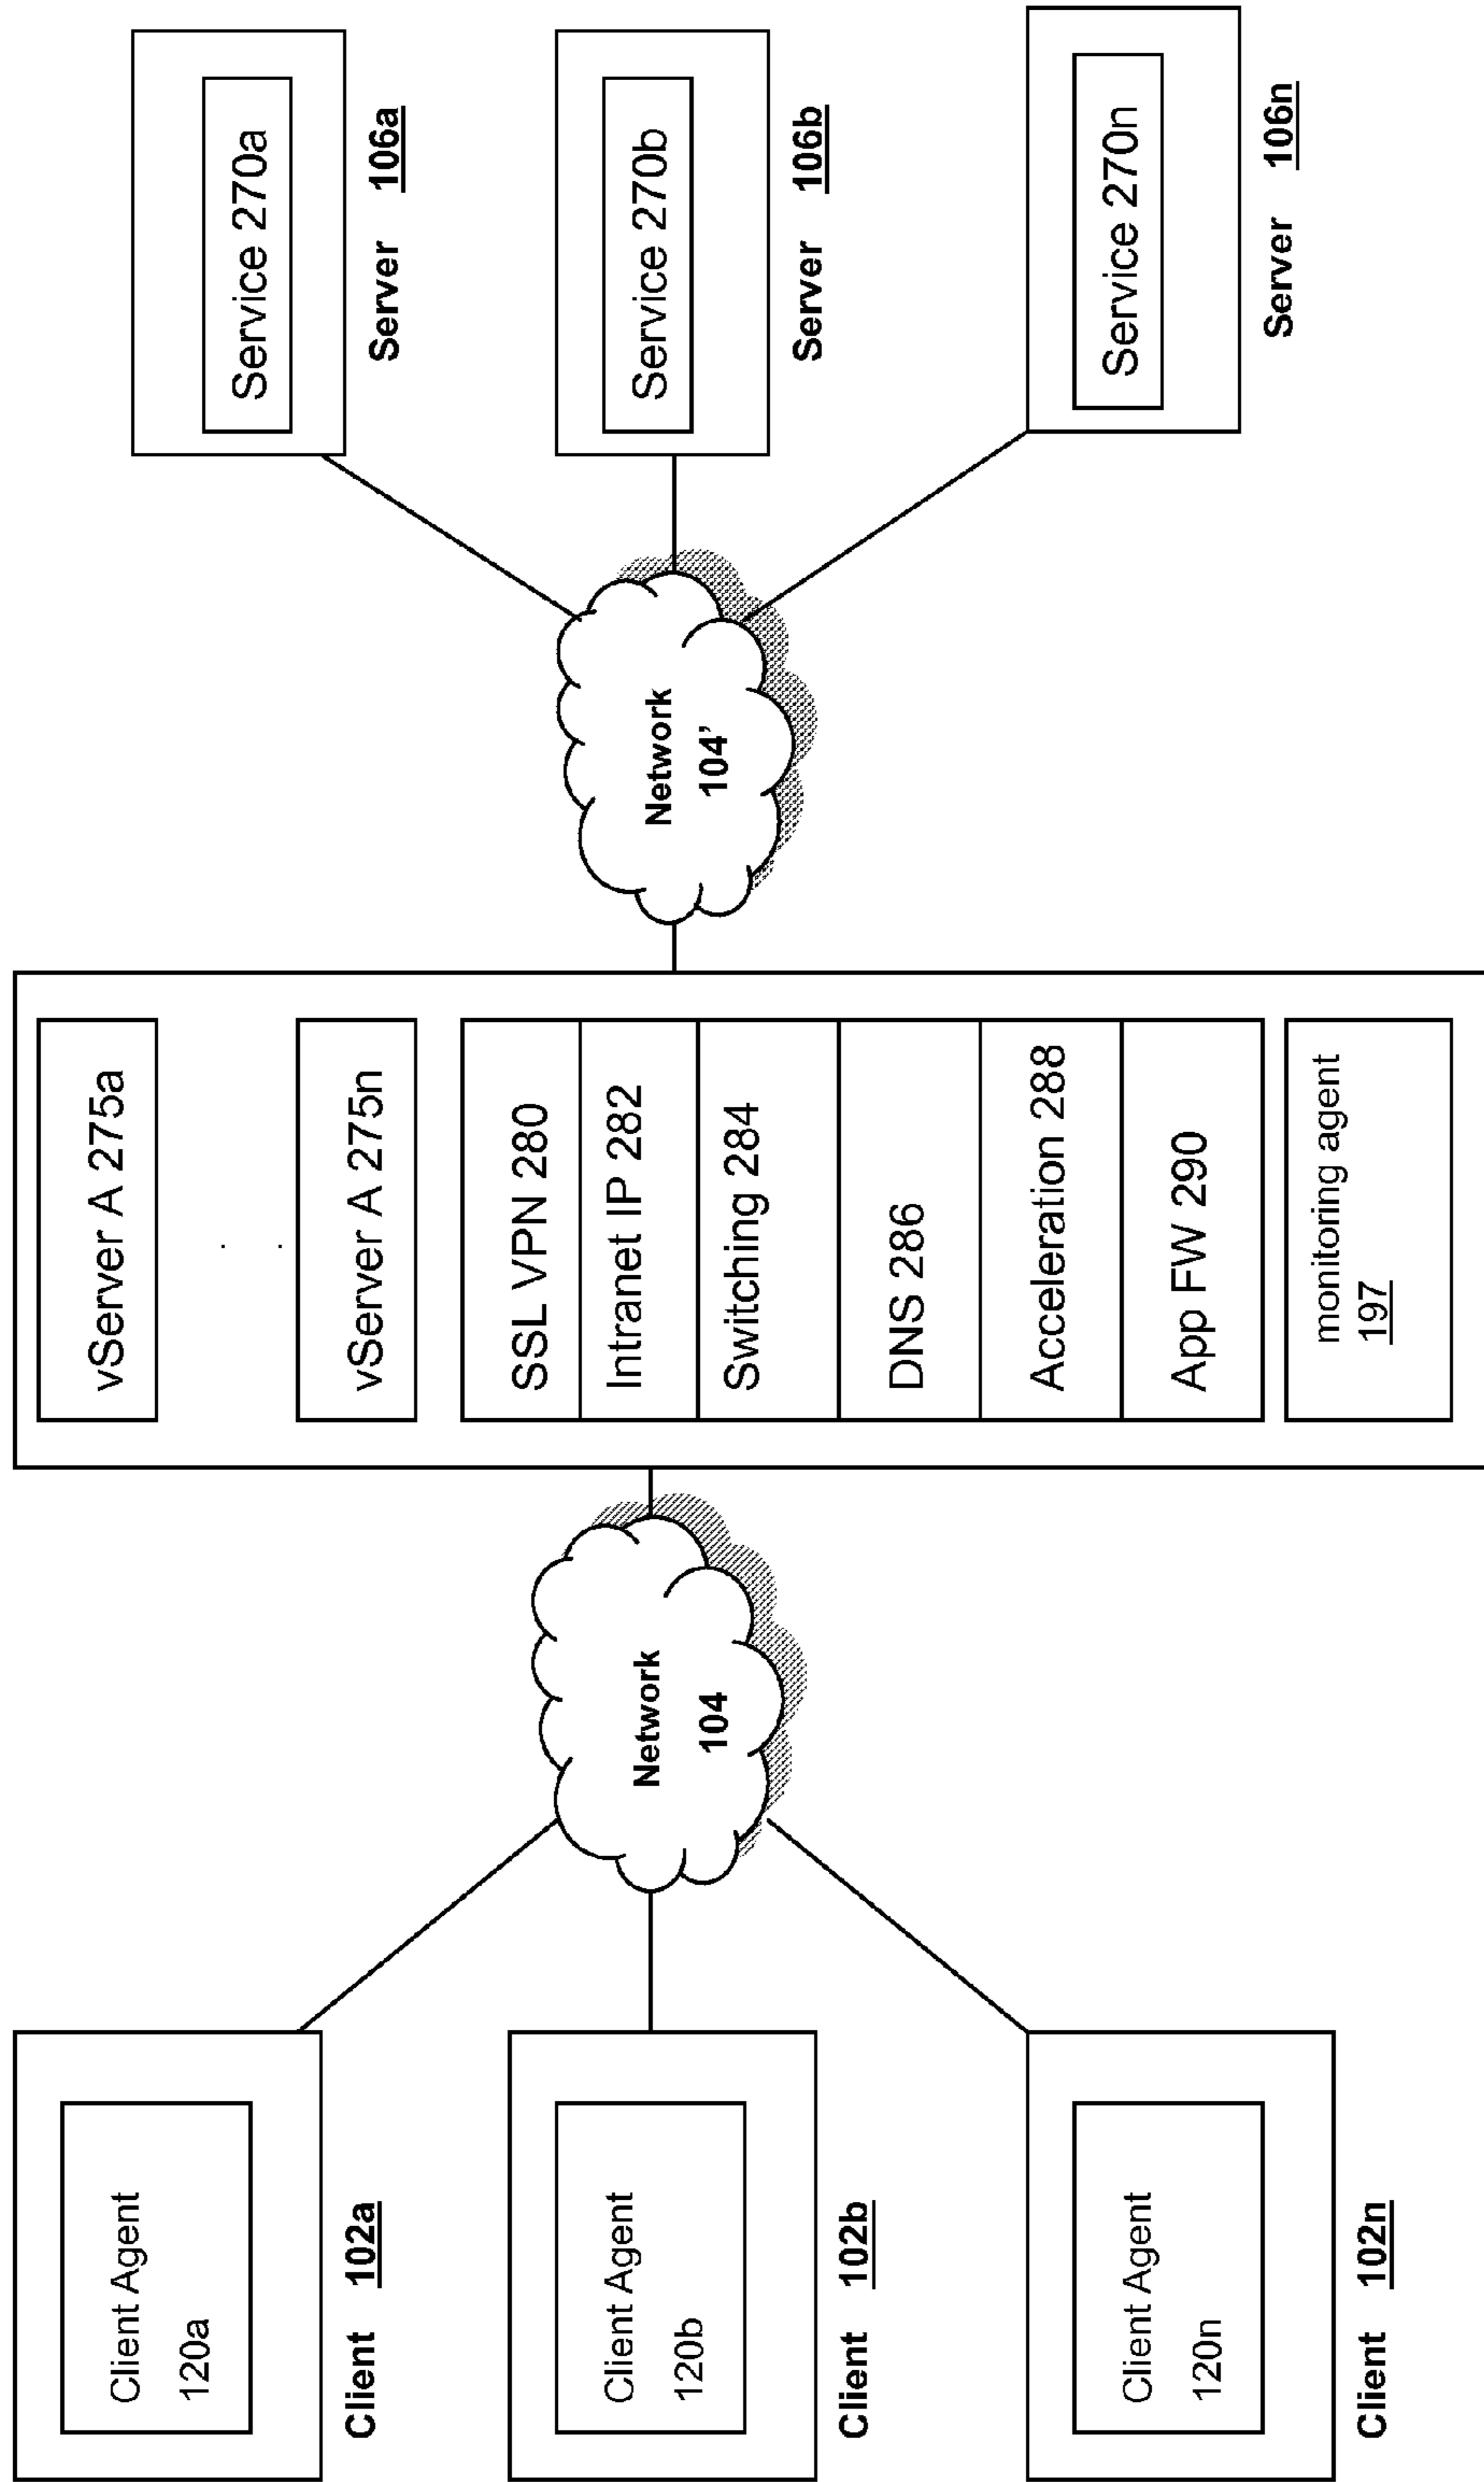 Client Agent
120a
Client 102a
Client Agent
120b
Client 102b
Client Agent
120n
Client 102n
Network
104
vServer A 275a
. .
vServer A 275n
SSL VPN 280
Intranet IP 282
Switching 284
DNS 286
Acceleration 288
App FW 290
monitoring agent
197
Network
104'
Service 270a
Server 106a
Service 270b
Server 106b
Service 270n
Server 106n